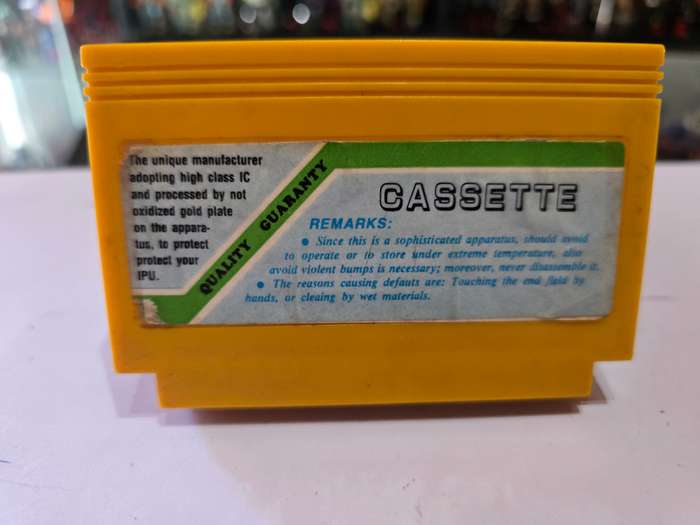 The unique manufacturer
adopting high class IC
and processed by not
oxidized gold plate
on the appara-
tus, to protect
protect your
IPU.
QUALITY GUARANTY
CASSETTE
REMARKS:
• Since this is a sophisticated apparatus, should avoid
to operate or to store under extreme temperature, also
avoid violent bumps is necessary; moreover, never disassemble it.
• The reasons causing defauts are: Touching the end flaid by
hands, or cleaing by wet materials.